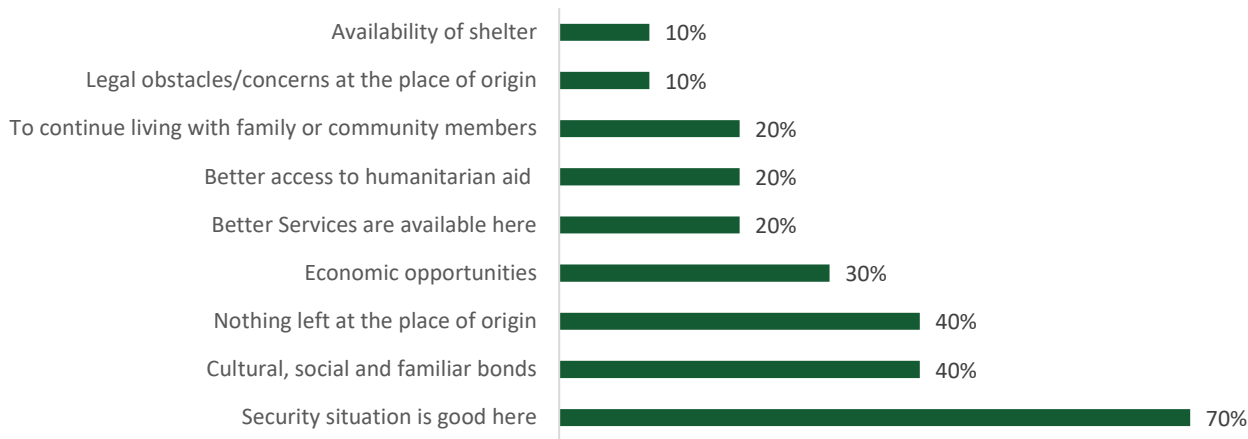 Availability of shelter 10%
Legal obstacles/concerns at the place of origin 10%
To continue living with family or community members 20%
Better access to humanitarian aid 20%
Better Services are available here 20%
Economic opportunities 30%
Nothing left at the place of origin 40%
Cultural, social and familiar bonds 40%
Security situation is good here 70%